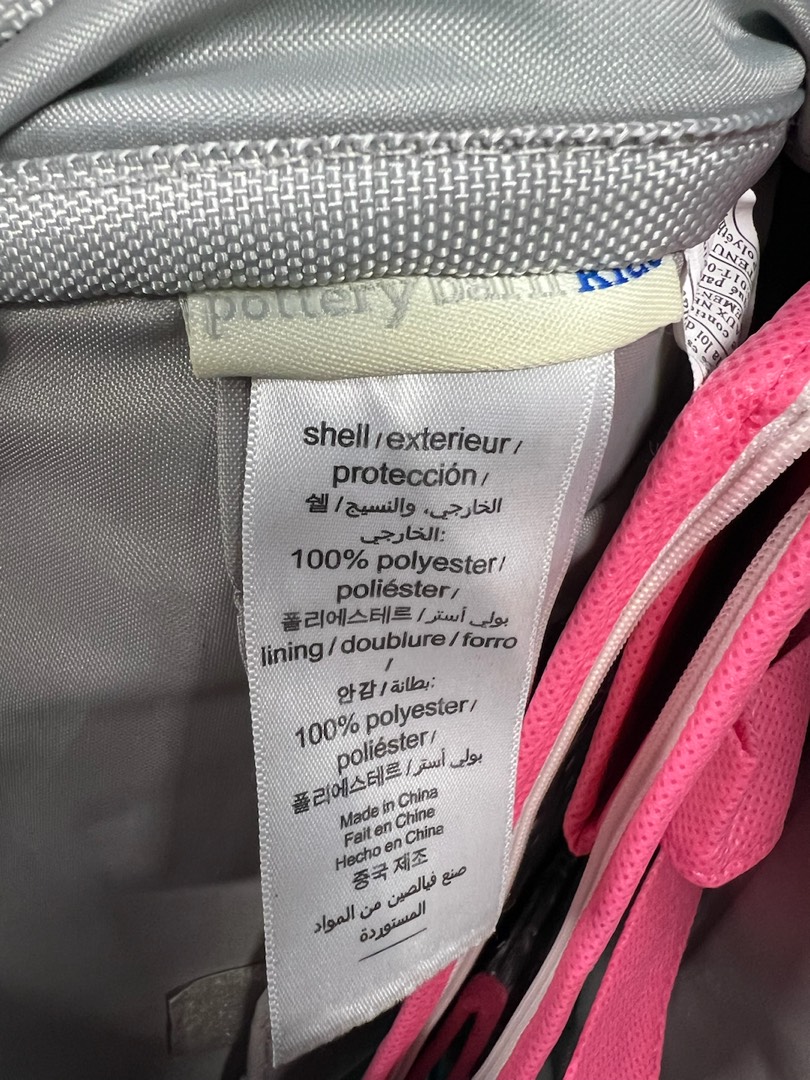 pottery barn Kids
shell / exterieur /
protección /
쉘 / الخارجي، والنسيج
الخارجي:
100% polyester /
poliéster /
폴리에스테르 / بولي أستر
lining / doublure / forro
/
안감 / بطانة:
100% polyester /
poliéster /
폴리에스테르 / بولي أستر
Made in China
Fait en Chine
Hecho en China
중국 제조
صنع فيالصين من المواد
المستوردة